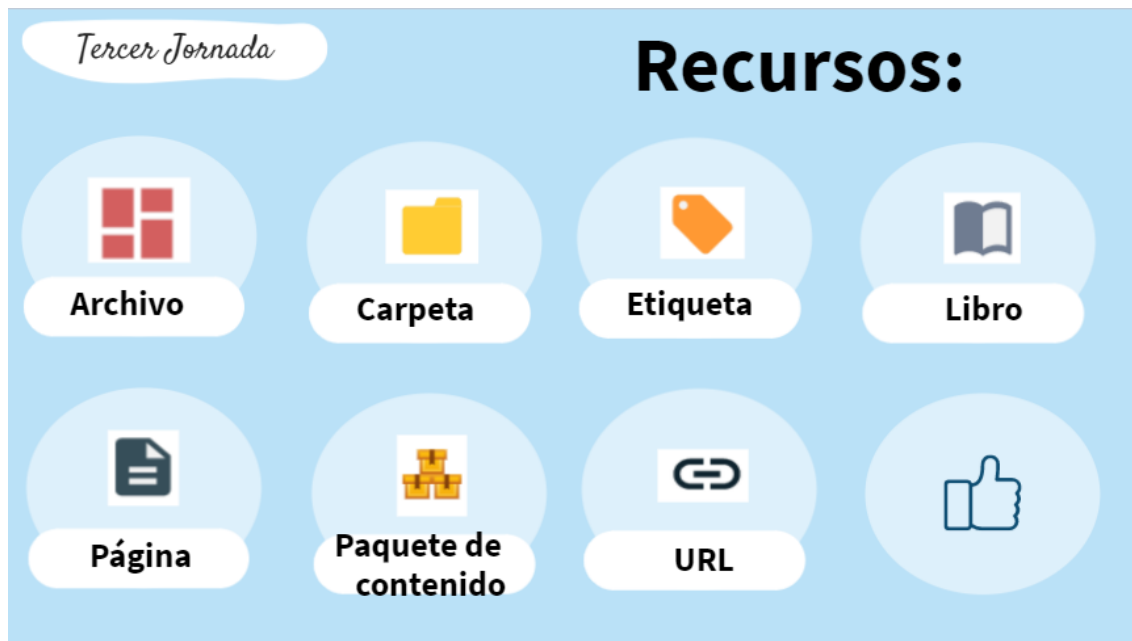 Tercer Jornada
Recursos:
Archivo
Carpeta
Etiqueta
Libro
Página
Paquete de
contenido
URL